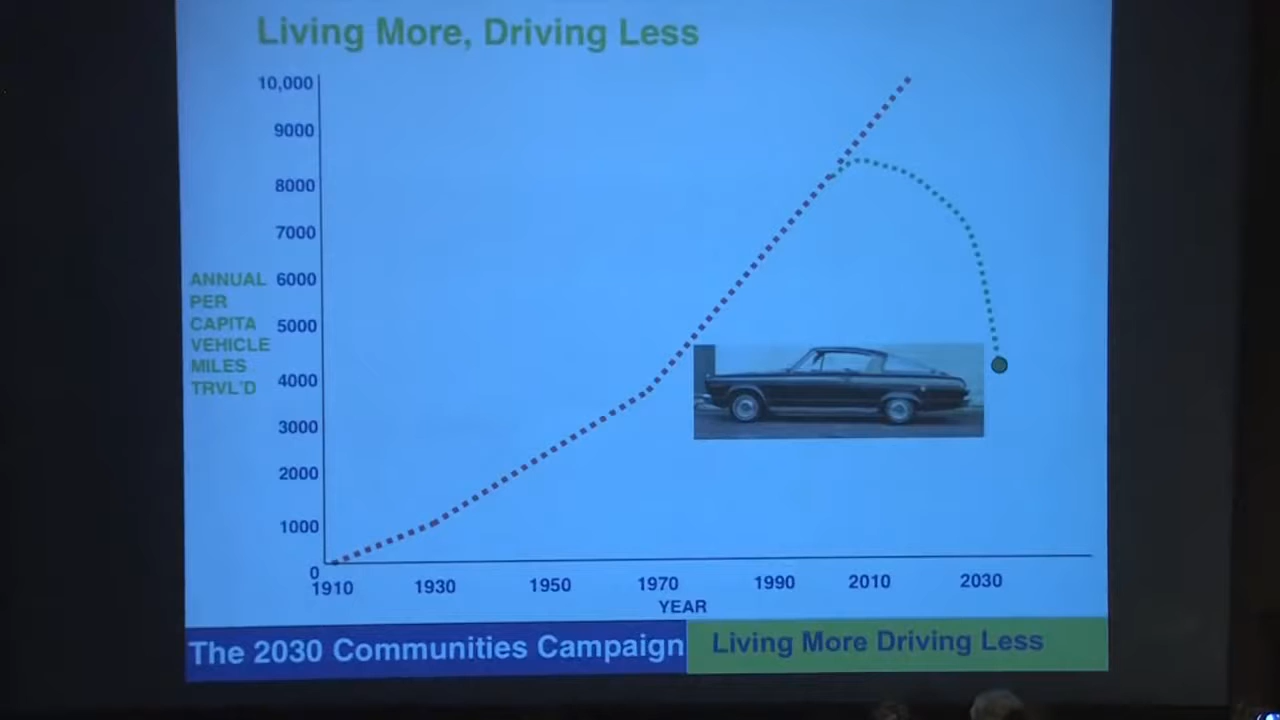 Living More, Driving Less
10,000
9000
8000
7000
6000
5000
4000
3000
2000
1000
0
ANNUAL
PER
CAPITA
VEHICLE
MILES
TRVL'D
1910 1930 1950 1970 1990 2010 2030
YEAR
The 2030 Communities Campaign
Living More Driving Less